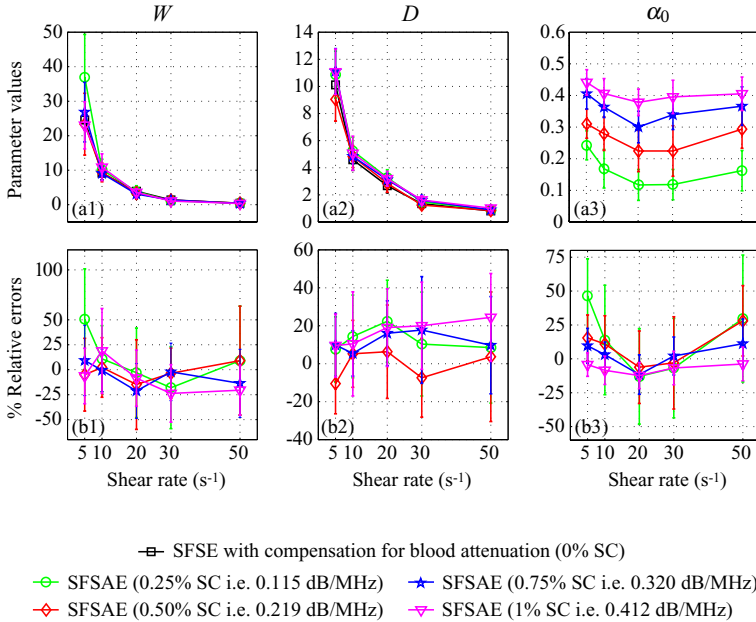 W D α0
50 40 30 20 10 0
14 12 10 8 6 4 2 0
0.6 0.5 0.4 0.3 0.2 0.1 0
Parameter values
(a1) (a2) (a3)
100 75 50 25 0 -25 -50
60 40 20 0 -20 -40
75 50 25 0 -25 -50
% Relative errors
(b1) (b2) (b3)
5 10 20 30 50
5 10 20 30 50
5 10 20 30 50
Shear rate (s-1) Shear rate (s-1) Shear rate (s-1)
SFSE with compensation for blood attenuation (0% SC)
SFSAE (0.25% SC i.e. 0.115 dB/MHz) SFSAE (0.75% SC i.e. 0.320 dB/MHz)
SFSAE (0.50% SC i.e. 0.219 dB/MHz) SFSAE (1% SC i.e. 0.412 dB/MHz)